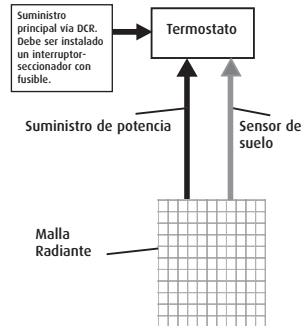 Suministro
principal vía DCR.
Debe ser instalado
un interruptor-
seccionador con
fusible.
Termostato
Suministro de potencia
Sensor de
suelo
Malla
Radiante